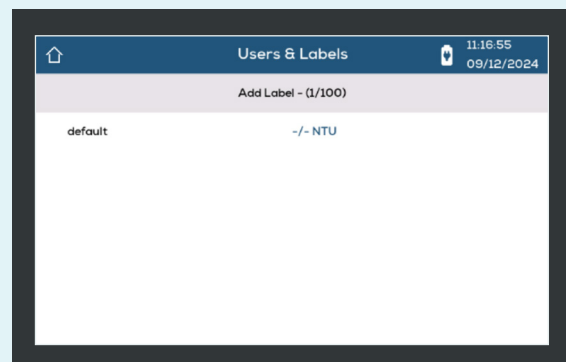 Users & Labels
11:16:55
09/12/2024
Add Label - (1/100)
default -/- NTU